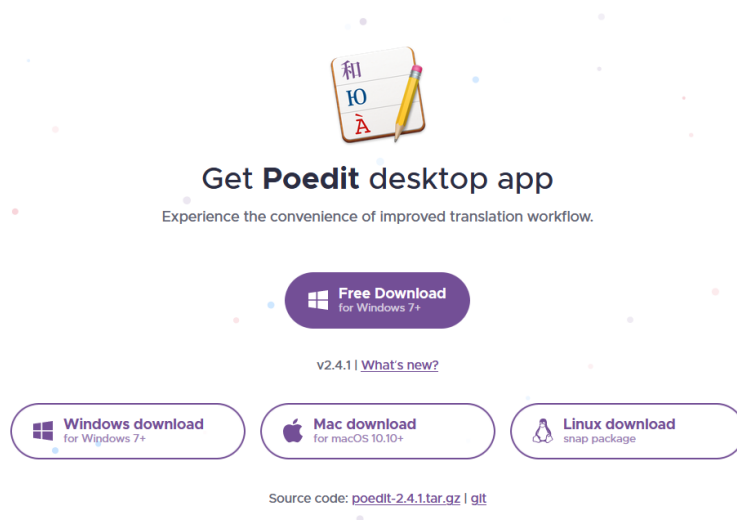 和
Ю
À
Get Poedit desktop app
Experience the convenience of improved translation workflow.
Free Download
for Windows 7+
v2.4.1 | What's new?
Windows download
for Windows 7+
Mac download
for macOS 10.10+
Linux download
snap package
Source code: poedit-2.4.1.tar.gz | git